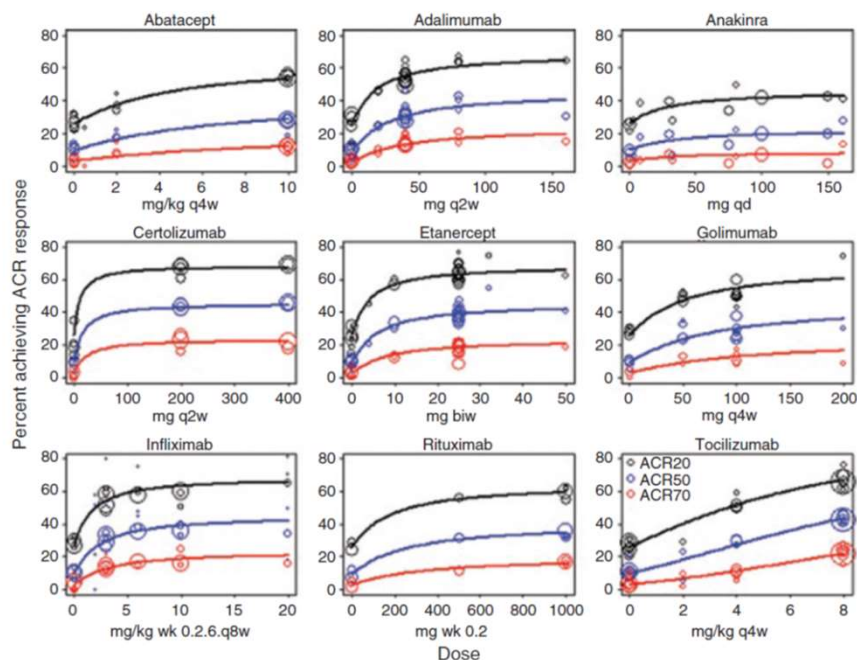 Abatacept
Adalimumab
Anakinra
80
60
40
20
0
0 2 4 6 8 10
mg/kg q4w
80
60
40
20
0
0 50 100 150
mg q2w
80
60
40
20
0
0 50 100 150
mg qd
Certolizumab
Etanercept
Golimumab
80
60
40
20
0
0 100 200 300 400
mg q2w
80
60
40
20
0
0 10 20 30 40 50
mg biw
80
60
40
20
0
0 50 100 150 200
mg q4w
Infliximab
Rituximab
Tocilizumab
80
60
40
20
0
0 5 10 15 20
mg/kg wk 0.2.6.q8w
80
60
40
20
0
0 200 400 600 800 1000
mg wk 0.2
80
60
40
20
0
ACR20
ACR50
ACR70
0 2 4 6 8
mg/kg q4w
Percent achieving ACR response
Dose